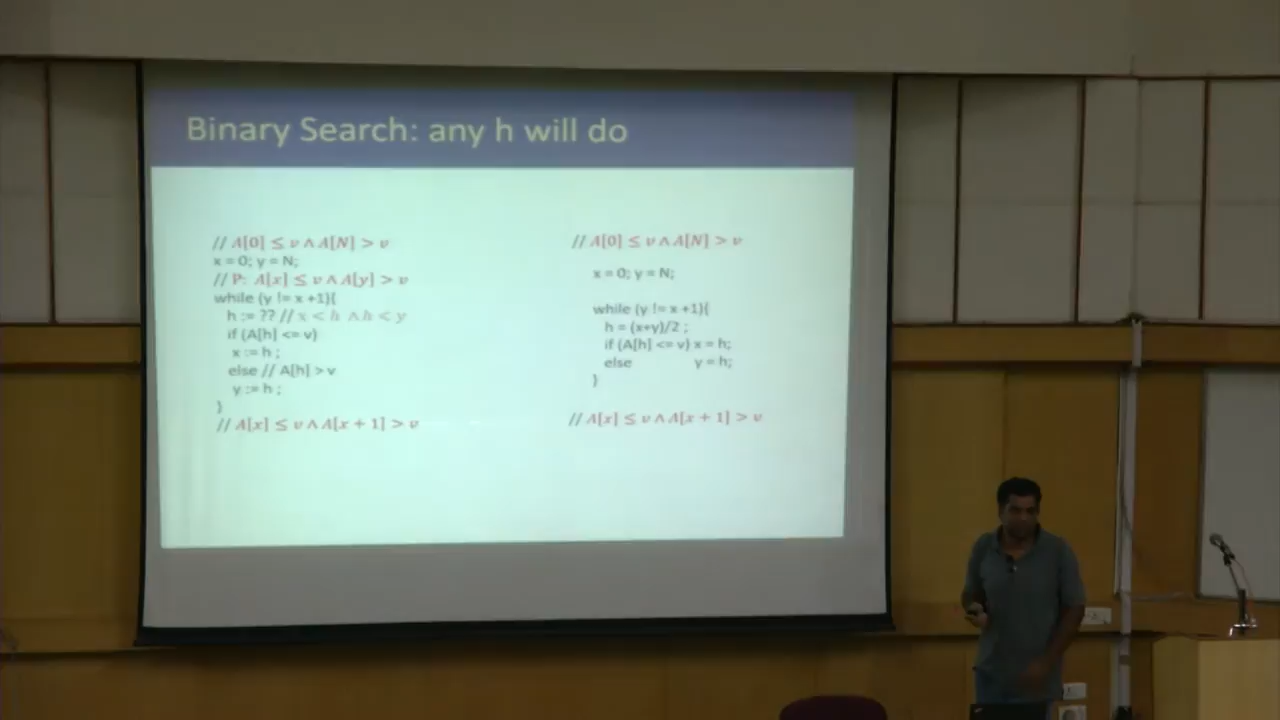 Binary Search: any h will do
// A[0] ≤ v ∧ A[N] > v
x = 0; y = N;
// P: A[x] ≤ v ∧ A[y] > v
while (y != x +1){
h := ?? // x < h ∧ h < y
if (A[h] <= v)
x := h ;
else // A[h] > v
y := h ;
}
// A[x] ≤ v ∧ A[x + 1] > v
// A[0] ≤ v ∧ A[N] > v
x = 0; y = N;
while (y != x +1){
h = (x+y)/2 ;
if (A[h] <= v) x = h;
else y = h;
}
// A[x] ≤ v ∧ A[x + 1] > v